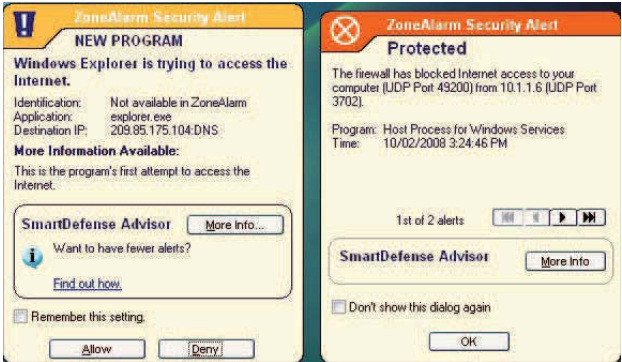 ZoneAlarm Security Alert
NEW PROGRAM
Windows Explorer is trying to access the
Internet.
Identification: Not available in ZoneAlarm
Application: explorer.exe
Destination IP: 209.85.175.104:DNS
More Information Available:
This is the program's first attempt to access the
Internet.
SmartDefense Advisor More Info...
Want to have fewer alerts?
Find out how.
Remember this setting.
Allow Deny
ZoneAlarm Security Alert
Protected
The firewall has blocked Internet access to your
computer (UDP Port 49200) from 10.1.1.6 (UDP Port
3702).
Program: Host Process for Windows Services
Time: 10/02/2008 3:24:46 PM
1st of 2 alerts
SmartDefense Advisor More Info
Don't show this dialog again
OK